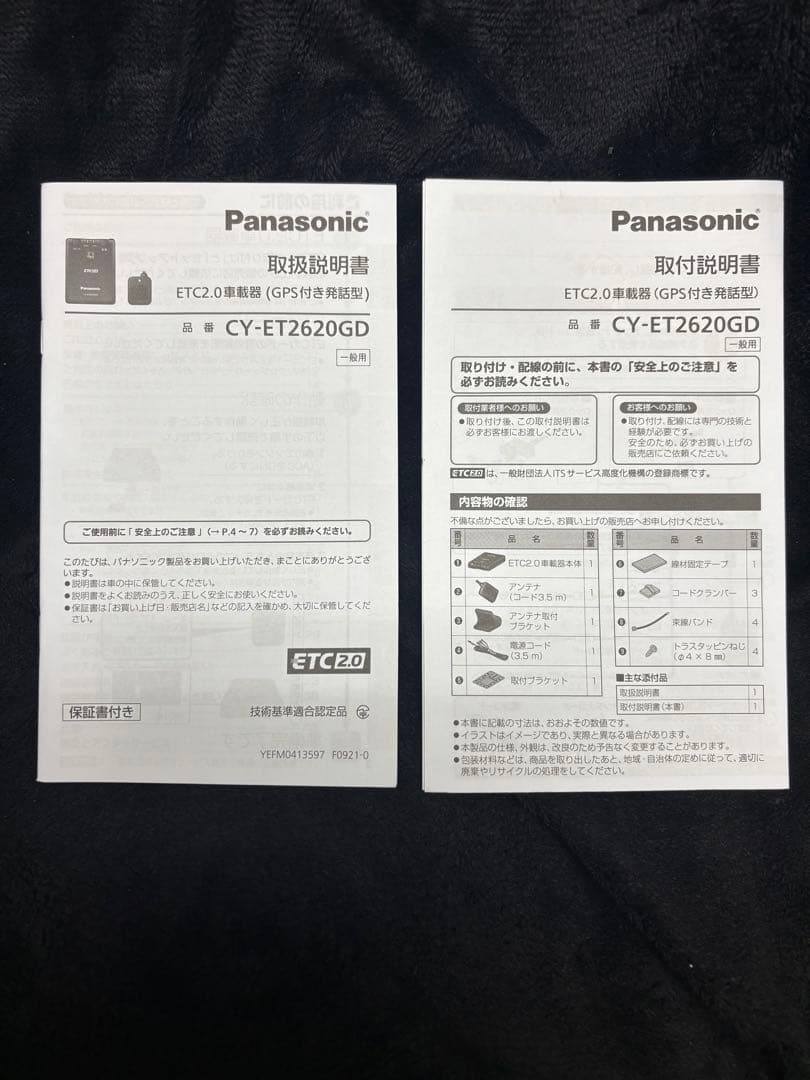 Panasonic®
取扱説明書
ETC2.0車載器 (GPS付き発話型)
品番 CY-ET2620GD
一般用
ETC2.0
Panasonic
ご使用前に「安全上のご注意」(→ P.4～7) を必ずお読みください。
このたびは、パナソニック製品をお買い上げいただき、まことにありがとうござ
います。
●説明書は車の中に保管してください。
●説明書をよくお読みのうえ、正しく安全にお使いください。
●保証書は「お買い上げ日・販売店名」などの記入を確かめ、大切に保管してくだ
さい。
ETC2.0
保証書付き
技術基準適合認定品
YEFM0413597 F0921-0
Panasonic®
取付説明書
ETC2.0車載器 (GPS付き発話型)
品番 CY-ET2620GD
一般用
取り付け・配線の前に、本書の「安全上のご注意」を
必ずお読みください。
取付業者様へのお願い
●取り付け後、この取付説明書は
必ずお客様にお渡しください。
お客様へのお願い
●取り付け、配線には専門の技術と
経験が必要です。
安全のため、必ずお買い上げの
販売店にご依頼ください。
ETC2.0は、一般財団法人ITSサービス高度化機構の登録商標です。
内容物の確認
不備な点がございましたら、お買い上げの販売店へお申し付けください。
番号 品名 数量
❶ ETC2.0車載器本体 1
❷ アンテナ
(コード3.5 m) 1
❸ アンテナ取付
ブラケット 1
❹ 電源コード
(3.5 m) 1
❺ 取付ブラケット 1
番号 品名 数量
❻ 線材固定テープ 1
❼ コードクランパー 3
❽ 束線バンド 4
❾ トラスタッピンねじ
(φ4×8 ㎜) 4
■主な添付品
取扱説明書 1
取付説明書(本書) 1
●本書に記載の寸法は、おおよその数値です。
●イラストはイメージであり、実際と異なる場合があります。
●本製品の仕様、外観は、改良のため予告なく変更することがあります。
●包装材料などは、商品を取り出したあと、地域・自治体の定めに従って、適切に
廃棄やリサイクルの処理をしてください。